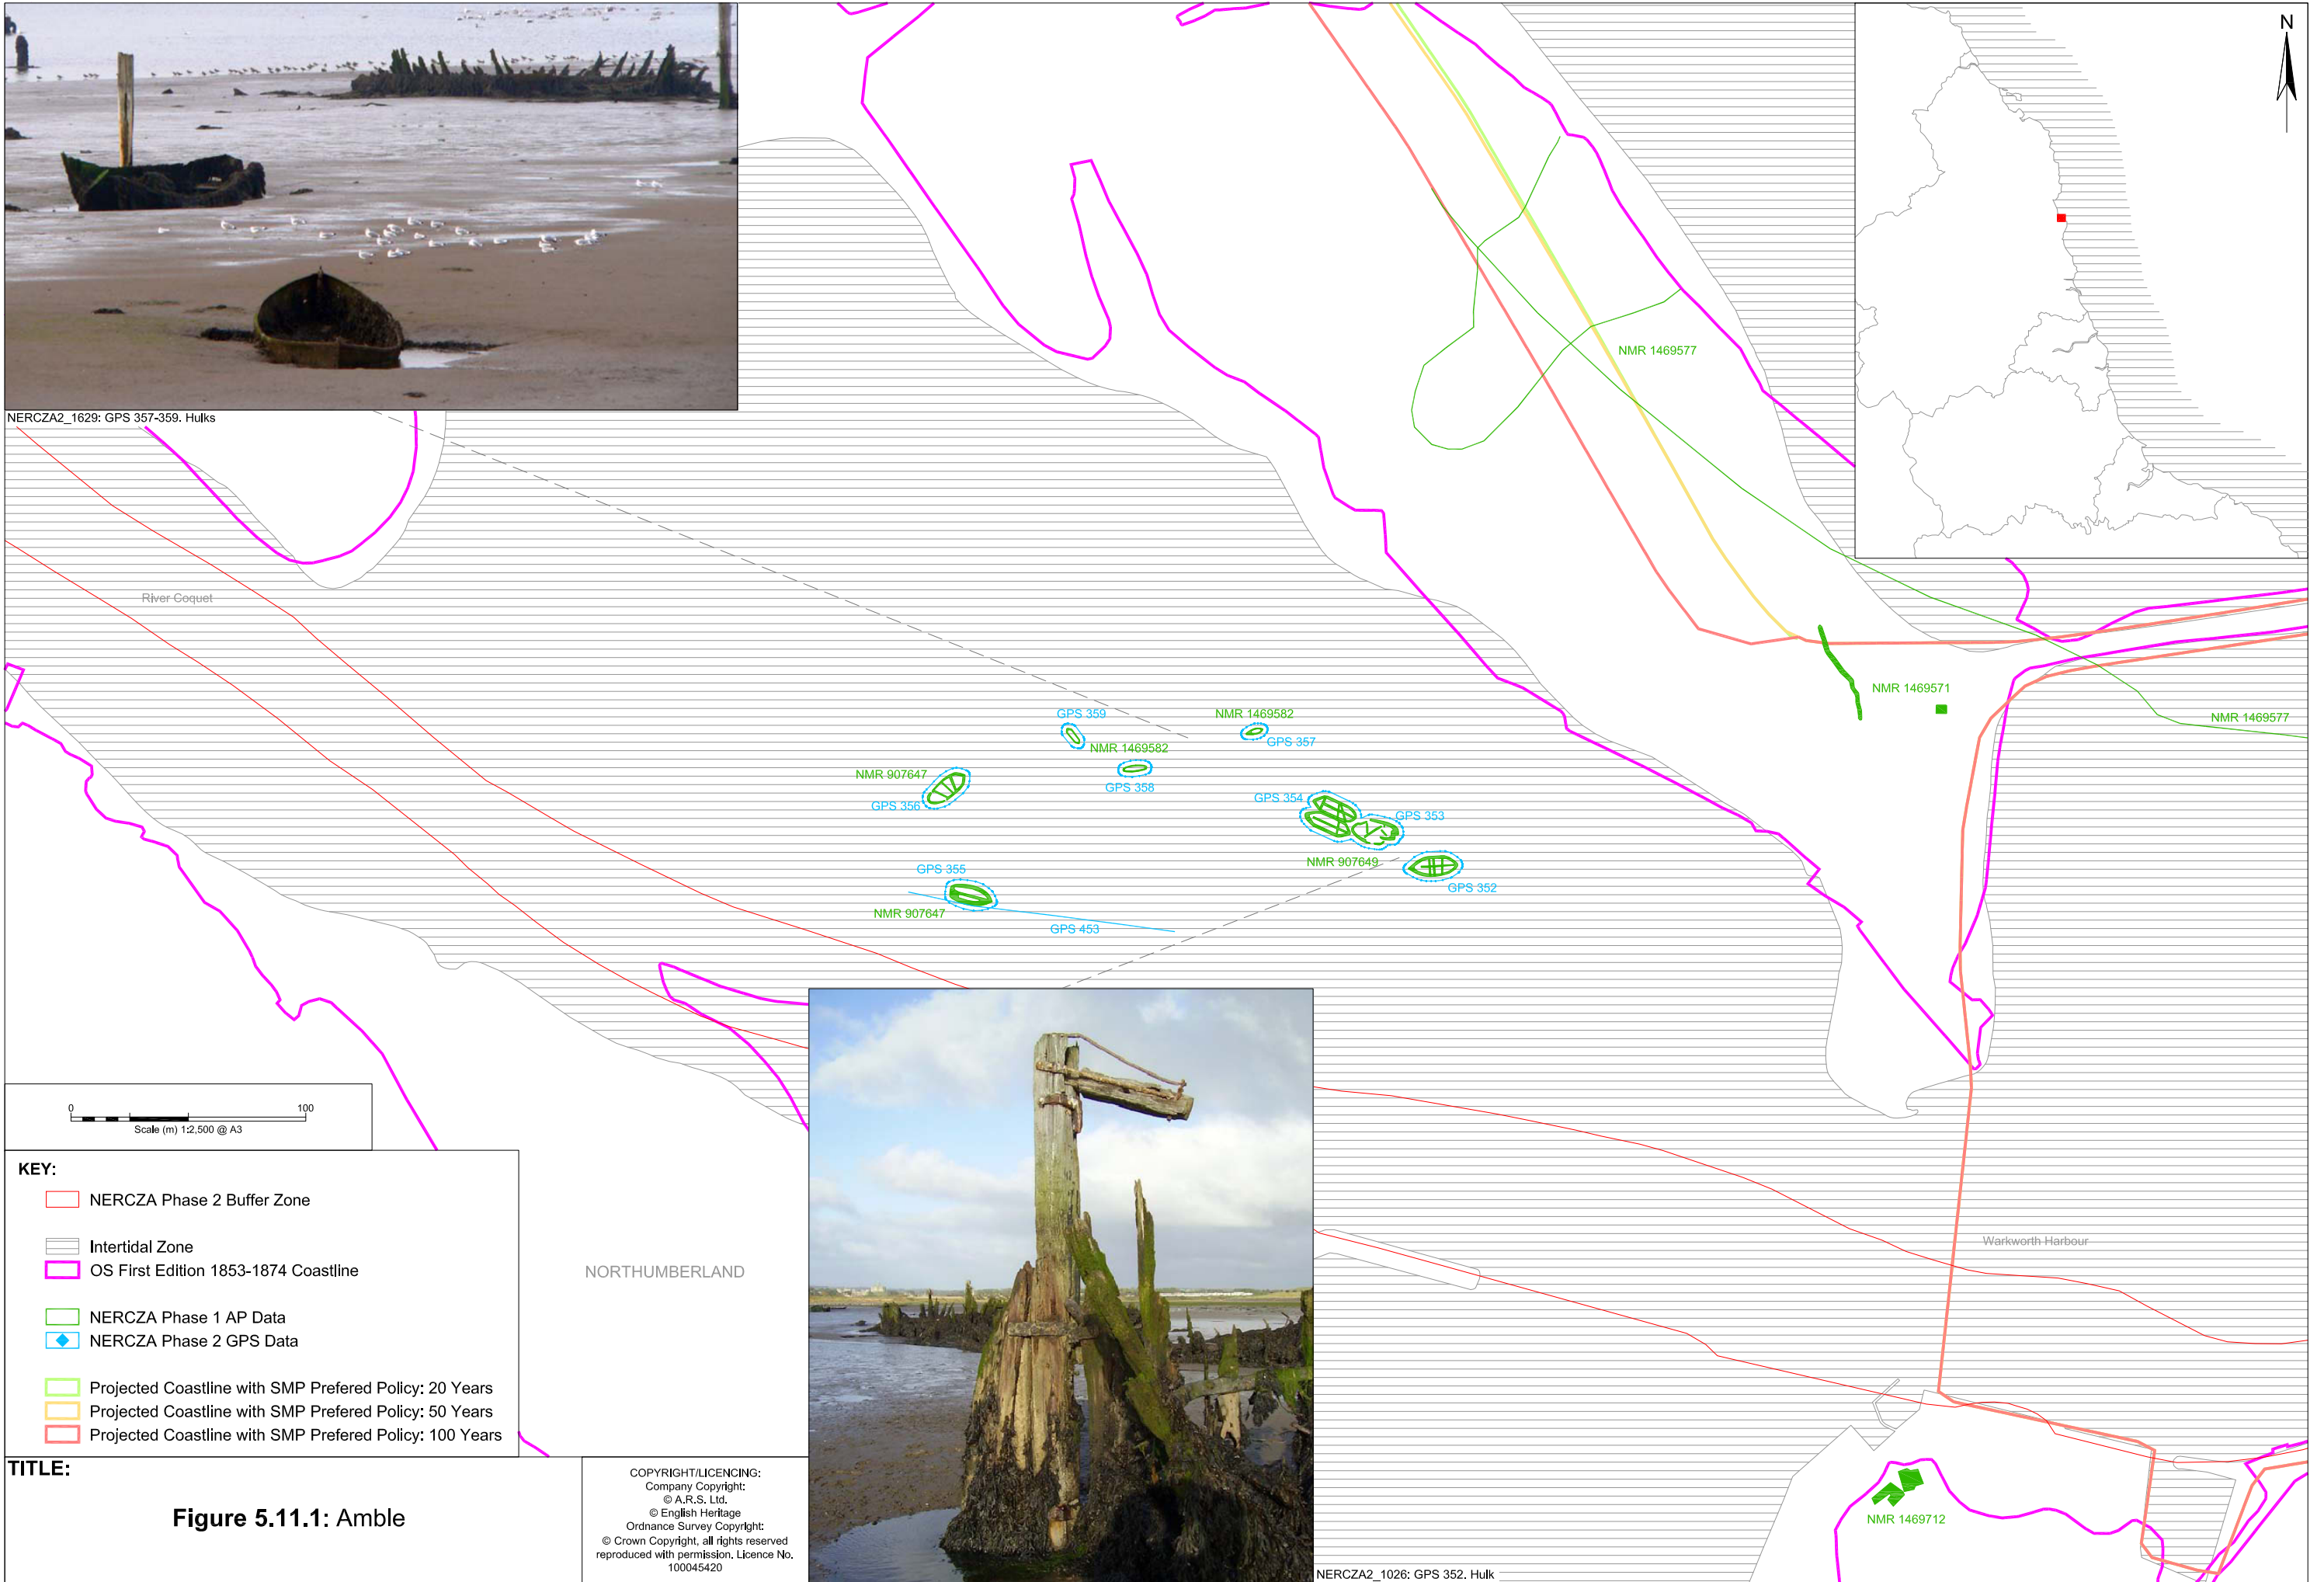 N
NERCZA2_1629: GPS 357-359. Hulks
NMR 1469577
River Coquet
NMR 1469571
NMR 1469577
GPS 359
NMR 1469582
GPS 357
NMR 1469582
NMR 907647
GPS 358
GPS 356
GPS 354
GPS 353
NMR 907649
GPS 352
GPS 355
NMR 907647
GPS 453
0 100
Scale (m) 1:2,500 @ A3
KEY:
NERCZA Phase 2 Buffer Zone
Intertidal Zone
OS First Edition 1853-1874 Coastline
NERCZA Phase 1 AP Data
NERCZA Phase 2 GPS Data
Projected Coastline with SMP Prefered Policy: 20 Years
Projected Coastline with SMP Prefered Policy: 50 Years
Projected Coastline with SMP Prefered Policy: 100 Years
NORTHUMBERLAND
Warkworth Harbour
TITLE:
Figure 5.11.1: Amble
COPYRIGHT/LICENCING:
Company Copyright:
© A.R.S. Ltd.
© English Heritage
Ordnance Survey Copyright:
© Crown Copyright, all rights reserved
reproduced with permission. Licence No.
100045420
NMR 1469712
NERCZA2_1026: GPS 352. Hulk